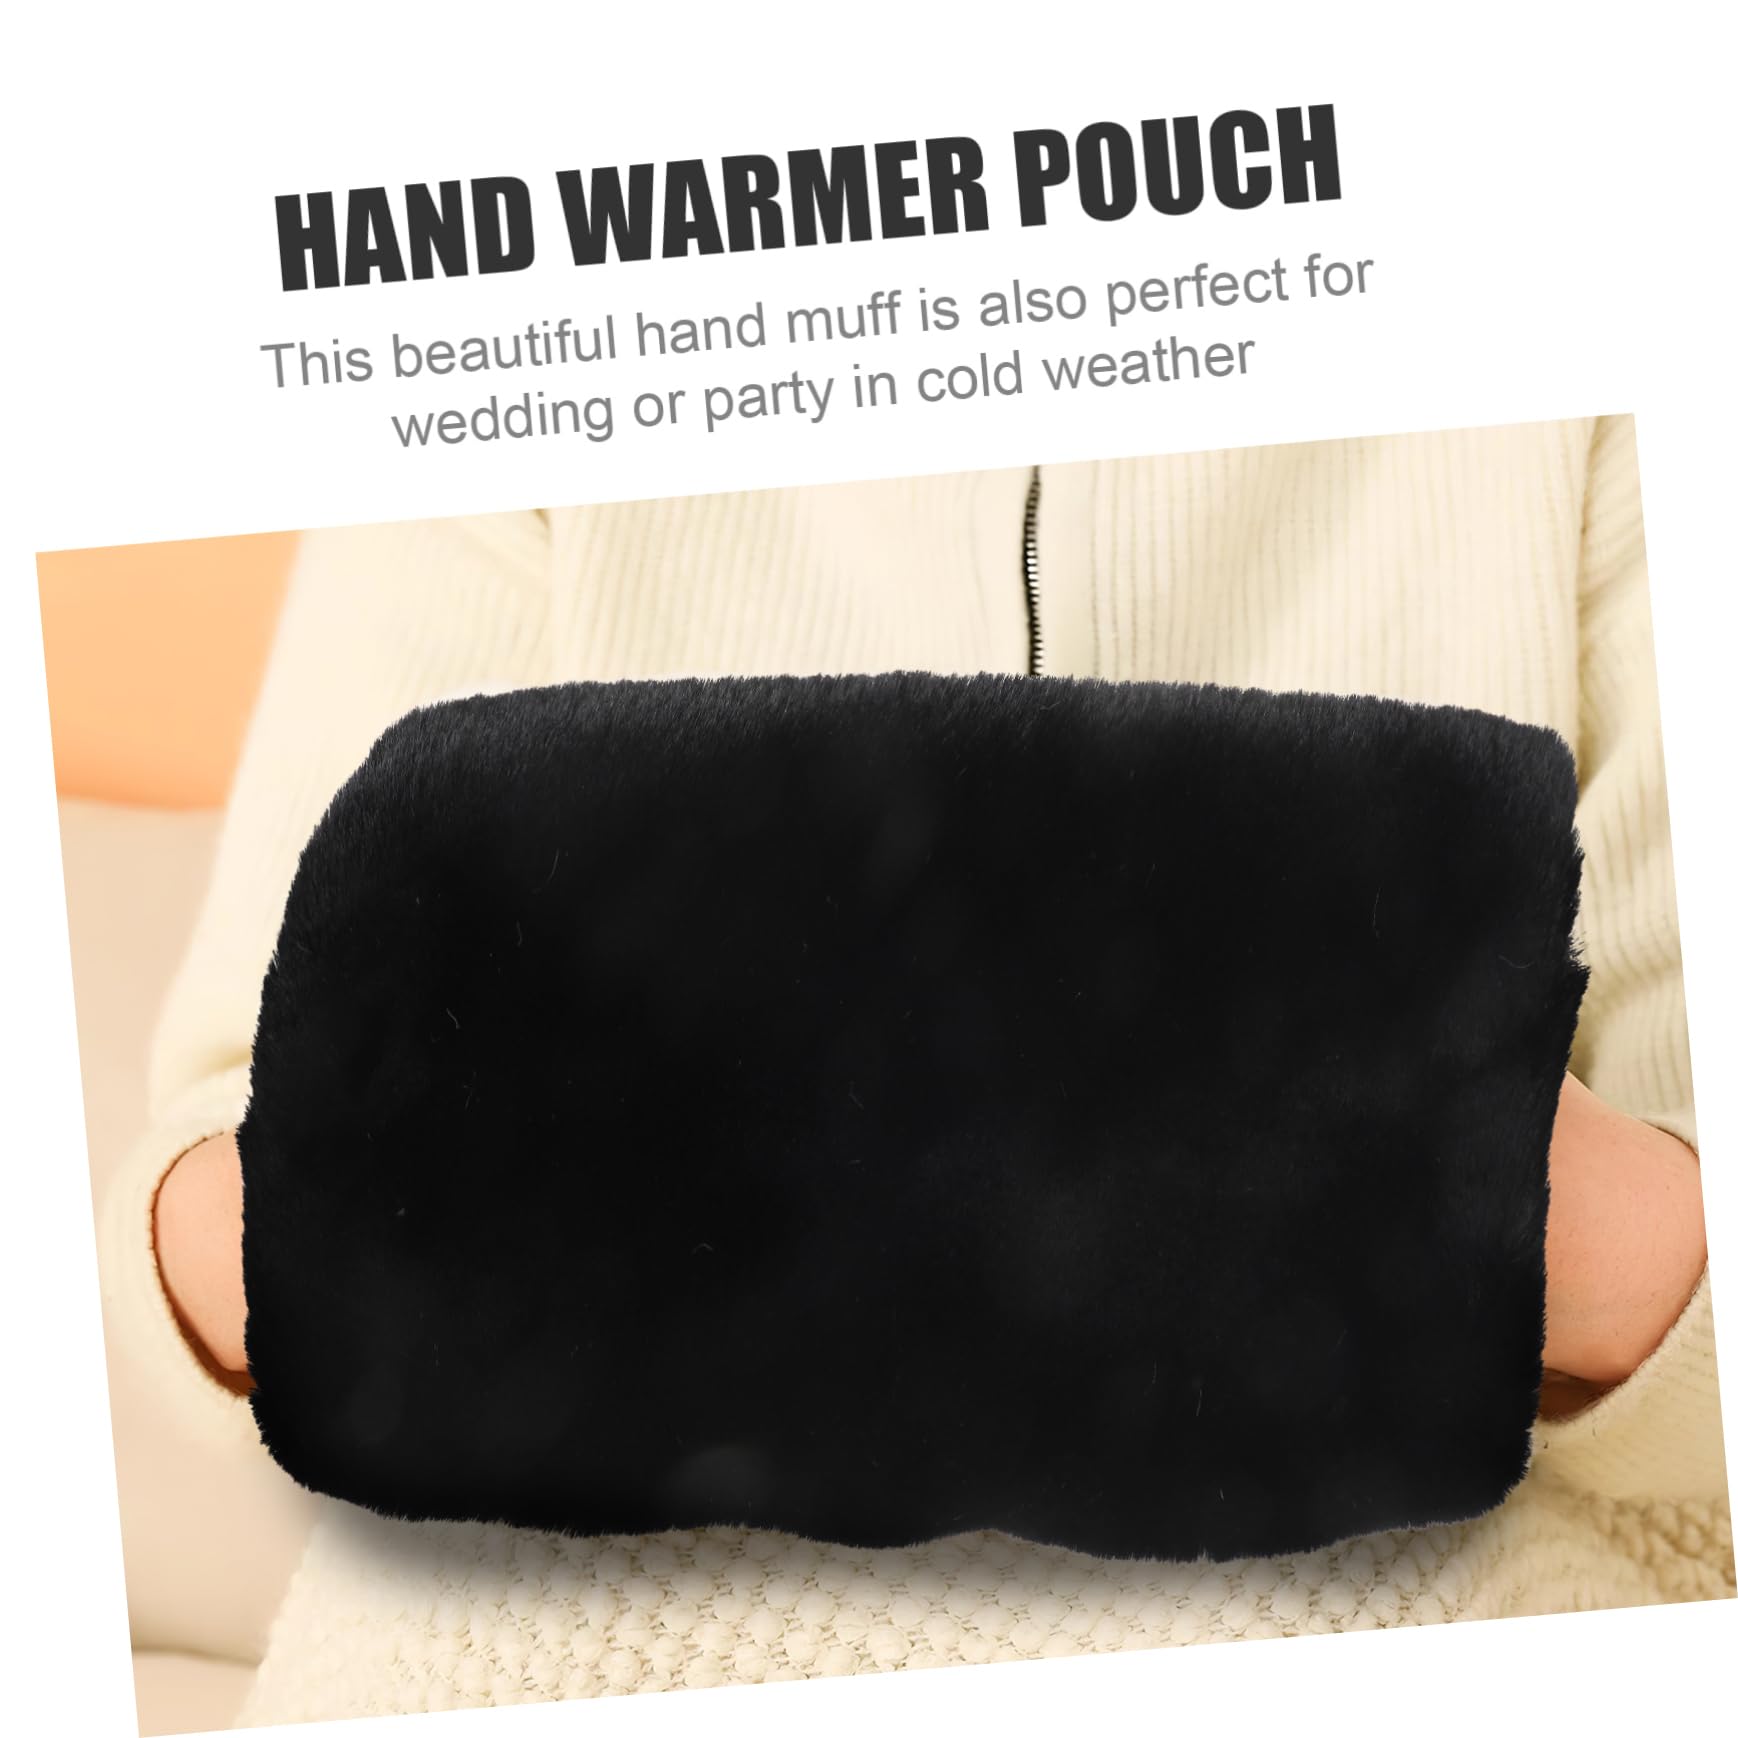 HAND WARMER POUCH
This beautiful hand muff is also perfect for
wedding or party in cold weather